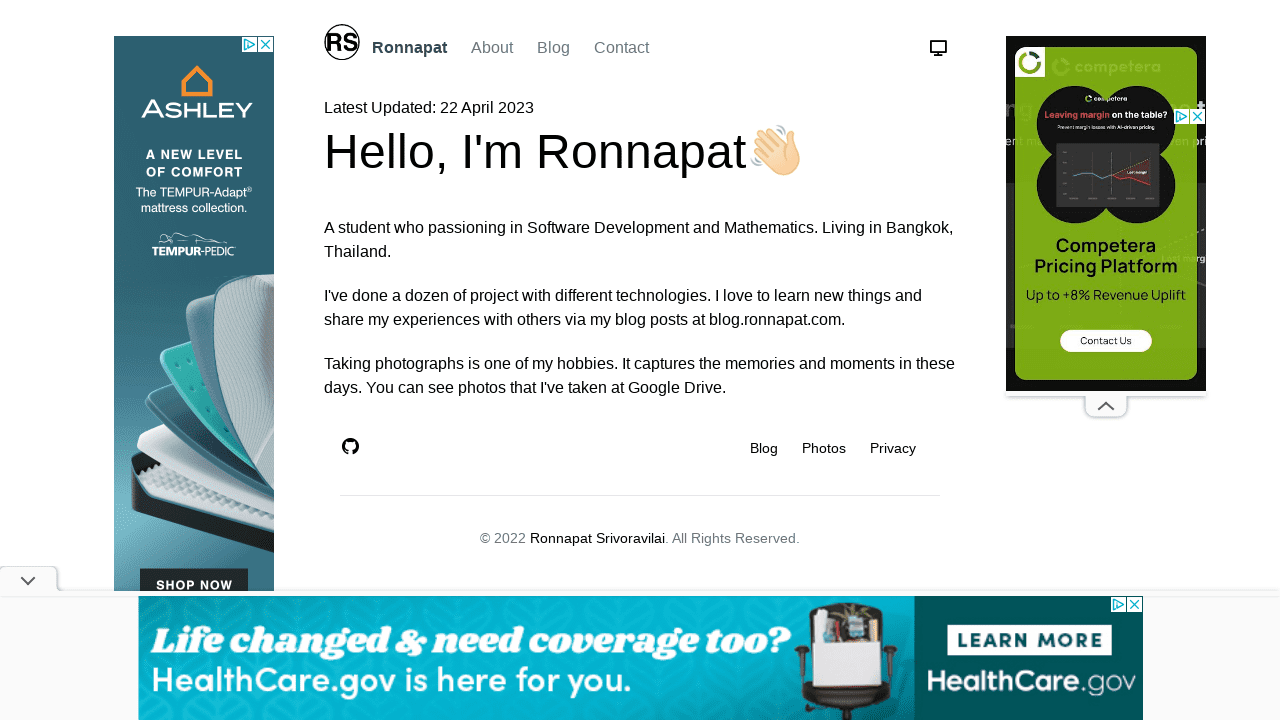 RS
Ronnapat
About
Blog
Contact
Latest Updated: 22 April 2023
Hello, I'm Ronnapat
A student who passioning in Software Development and Mathematics. Living in Bangkok,
Thailand.
I've done a dozen of project with different technologies. I love to learn new things and
share my experiences with others via my blog posts at blog.ronnapat.com.
Taking photographs is one of my hobbies. It captures the memories and moments in these
days. You can see photos that I've taken at Google Drive.
Blog
Photos
Privacy
© 2022 Ronnapat Srivoravilai. All Rights Reserved.
ASHLEY
A NEW LEVEL
OF COMFORT
The TEMPUR-Adapt®
mattress collection.
TEMPUR-PEDIC
SHOP NOW
competera
competera
Leaving margin on the table?
Prevent margin losses with AI-driven pricing
Lost margin
Competera
Pricing Platform
Up to +8% Revenue Uplift
Contact Us
Life changed & need coverage too?
HealthCare.gov is here for you.
LEARN MORE
HealthCare.gov